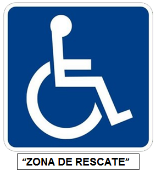 “ZONA DE RESCATE”